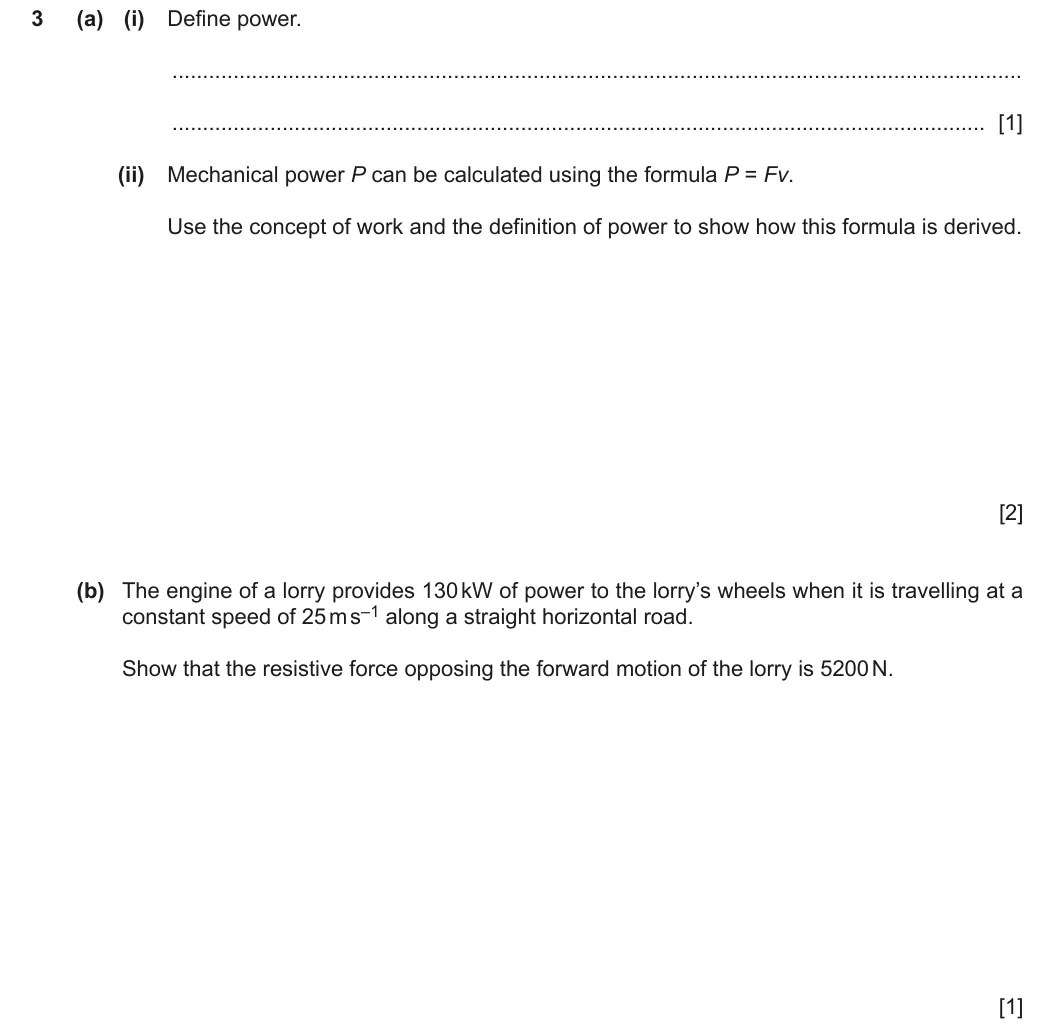 3 (a) (i) Define power.
..........................................................................................................................................
.................................................................................................................................... [1]
(ii) Mechanical power P can be calculated using the formula P = Fv.
Use the concept of work and the definition of power to show how this formula is derived.
[2]
(b) The engine of a lorry provides 130 kW of power to the lorry’s wheels when it is travelling at a
constant speed of 25 m s⁻¹ along a straight horizontal road.
Show that the resistive force opposing the forward motion of the lorry is 5200 N.
[1]